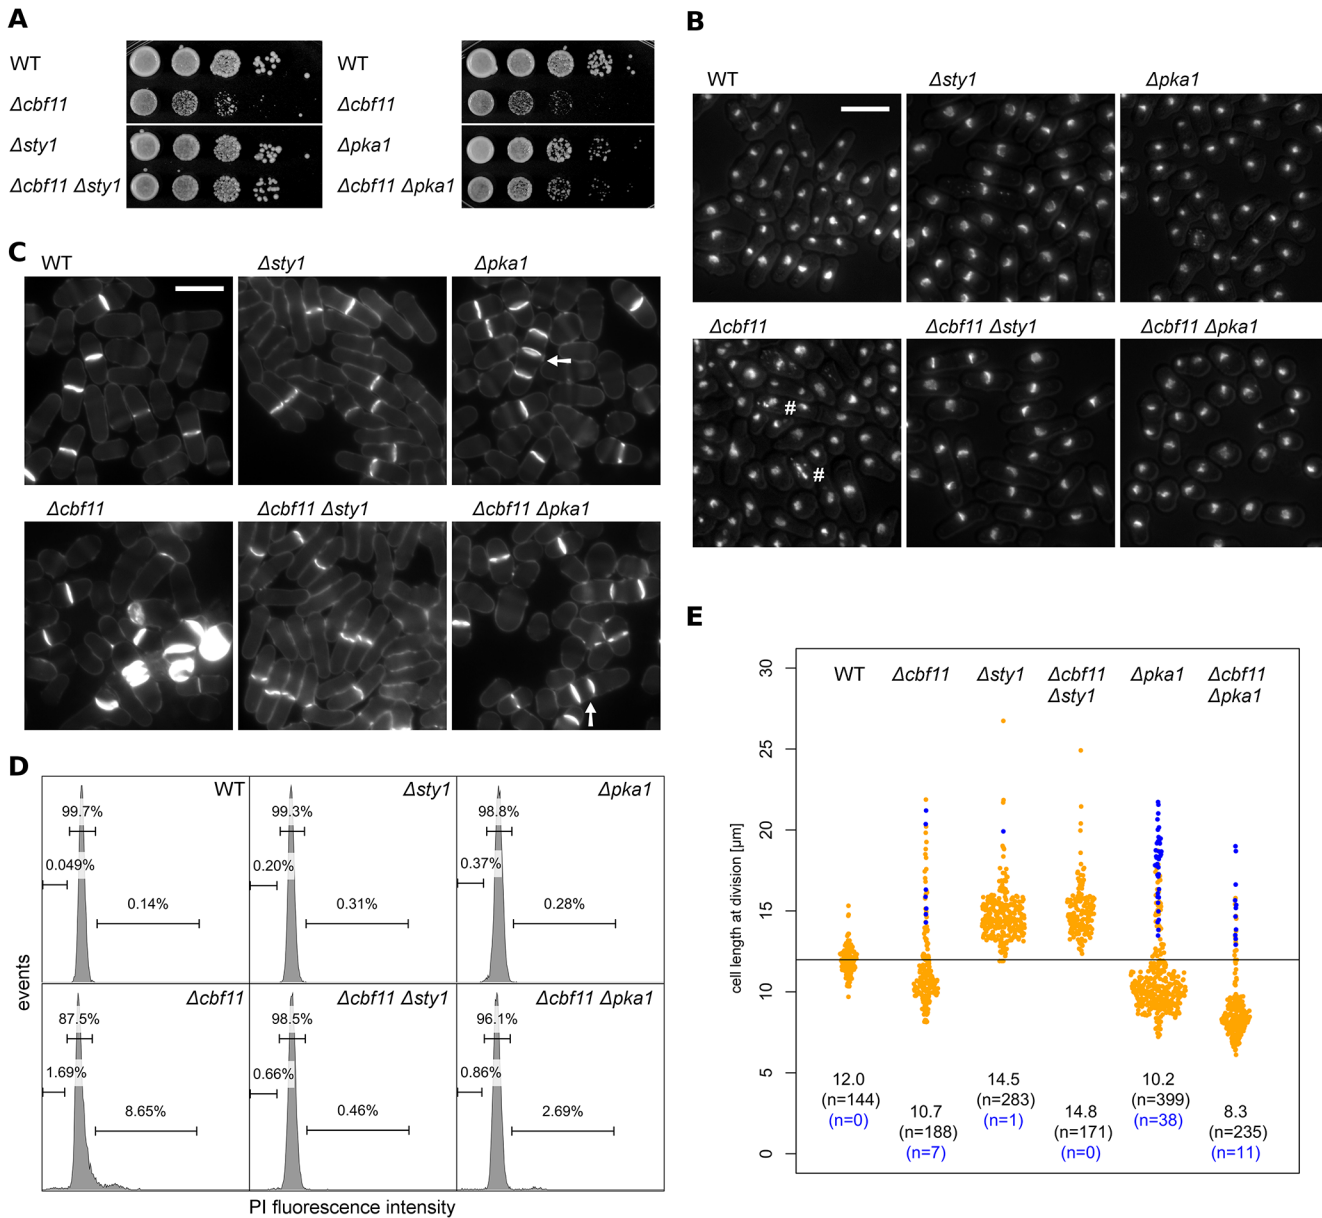 A
WT
Δcbf11
Δsty1
Δcbf11 Δsty1
WT
Δcbf11
Δpka1
Δcbf11 Δpka1
B
WT
Δsty1
Δpka1
Δcbf11
Δcbf11 Δsty1
Δcbf11 Δpka1
#
#
C
WT
Δsty1
Δpka1
Δcbf11
Δcbf11 Δsty1
Δcbf11 Δpka1
D
events
WT
99.7%
0.049%
0.14%
Δsty1
99.3%
0.20%
0.31%
Δpka1
98.8%
0.37%
0.28%
Δcbf11
87.5%
1.69%
8.65%
Δcbf11 Δsty1
98.5%
0.66%
0.46%
Δcbf11 Δpka1
96.1%
0.86%
2.69%
PI fluorescence intensity
E
cell length at division [µm]
30
25
20
15
10
5
0
WT
Δcbf11
Δsty1
Δcbf11
Δsty1
Δpka1
Δcbf11
Δpka1
12.0
(n=144)
(n=0)
10.7
(n=188)
(n=7)
14.5
(n=283)
(n=1)
14.8
(n=171)
(n=0)
10.2
(n=399)
(n=38)
8.3
(n=235)
(n=11)